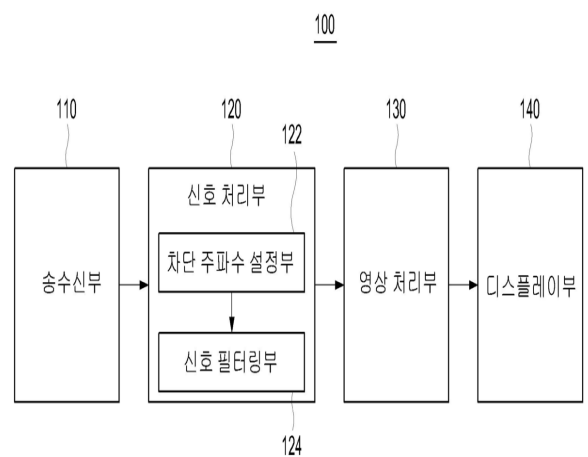 100
110
120
122
130
140
송수신부
신호 처리부
차단 주파수 설정부
신호 필터링부
124
영상 처리부
디스플레이부